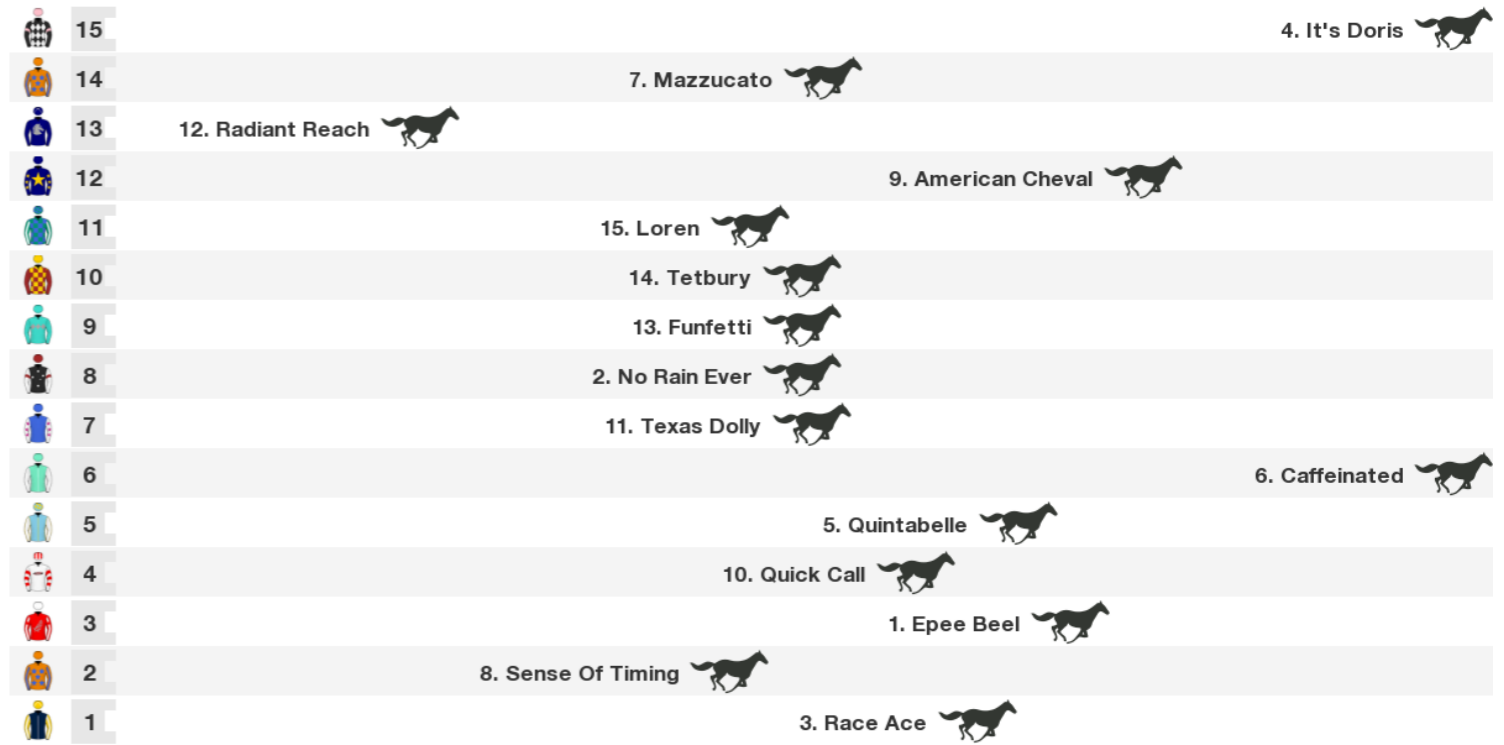 15 4. It's Doris
14 7. Mazzucato
13 12. Radiant Reach
12 9. American Cheval
11 15. Loren
10 14. Tetbury
9 13. Funfetti
8 2. No Rain Ever
7 11. Texas Dolly
6 6. Caffeinated
5 5. Quintabelle
4 10. Quick Call
3 1. Epee Beel
2 8. Sense Of Timing
1 3. Race Ace